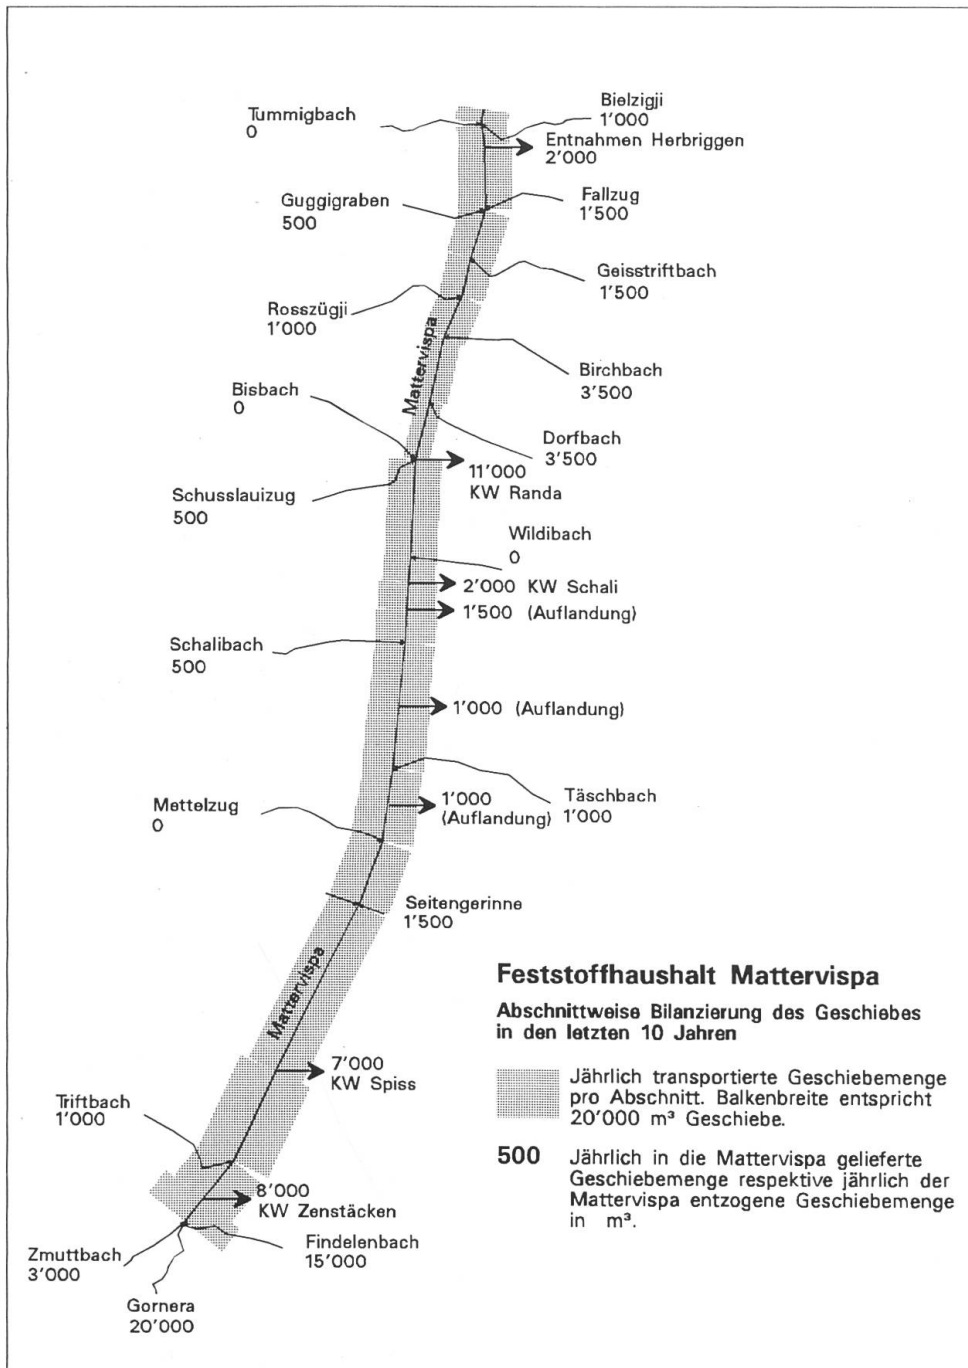 Bielzigji
1'000
Tummigbach
0
Entnahmen Herbriggen
2'000
Guggigraben
500
Fallzug
1'500
Geisstriftbach
1'500
Rosszügji
1'000
Mattervispa
Birchbach
3'500
Bisbach
0
Dorfbach
3'500
11'000
KW Randa
Schusslauizug
500
Wildibach
0
2'000 KW Schali
1'500 (Auflandung)
Schalibach
500
1'000 (Auflandung)
Mettelzug
0
1'000
(Auflandung)
Täschbach
1'000
Seitengerinne
1'500
Mattervispa
Feststoffhaushalt Mattervispa
Abschnittweise Bilanzierung des Geschiebes
in den letzten 10 Jahren
7'000
KW Spiss
Jährlich transportierte Geschiebemenge
pro Abschnitt. Balkenbreite entspricht
20'000 m³ Geschiebe.
Triftbach
1'000
500 Jährlich in die Mattervispa gelieferte
Geschiebemenge respektive jährlich der
Mattervispa entzogene Geschiebemenge
in m³.
8'000
KW Zenstäcken
Findelenbach
15'000
Zmuttbach
3'000
Gornera
20'000